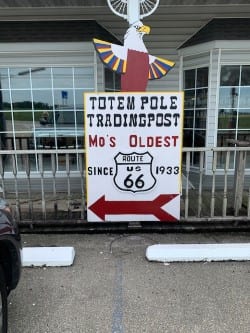 TOTEM POLE
TRADINGPOST
MO'S OLDEST
SINCE ROUTE US 66 1933